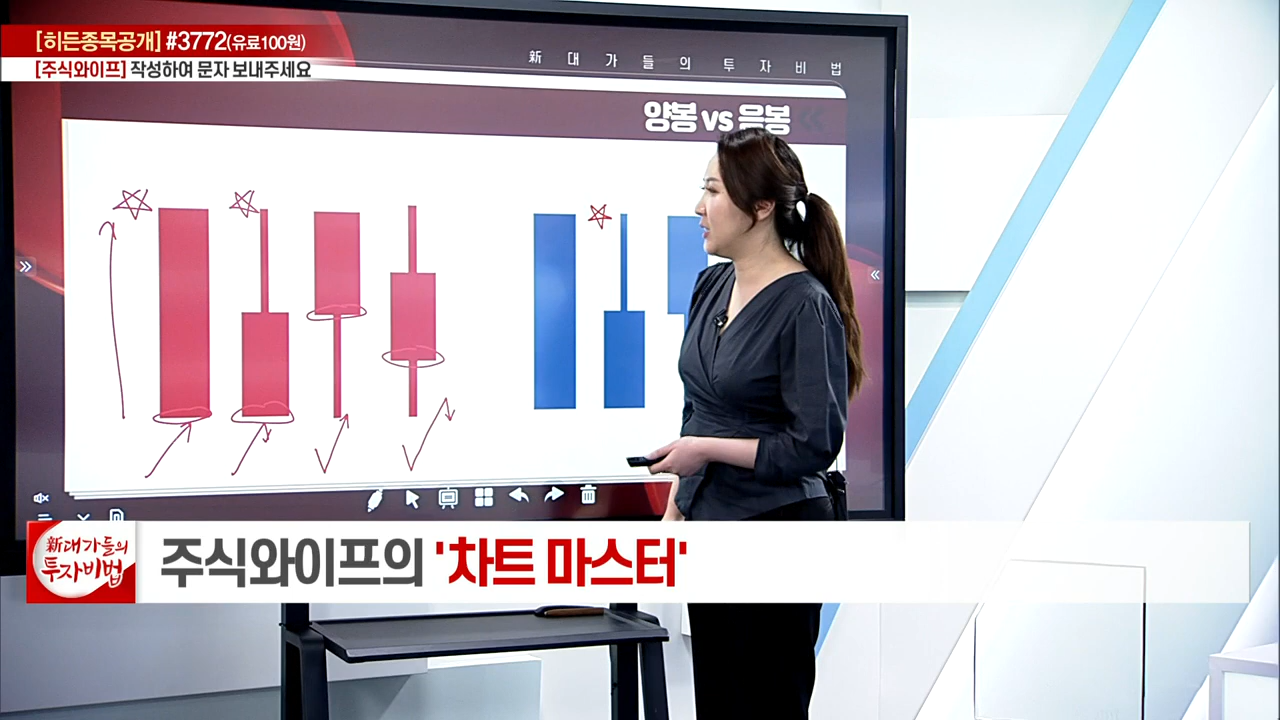 [히든종목공개] #3772(유료100원)
[주식와이프] 작성하여 문자 보내주세요
新 대가들의 투자비법
양봉 vs 음봉
新대가들의
투자비법
주식와이프의 '차트 마스터'